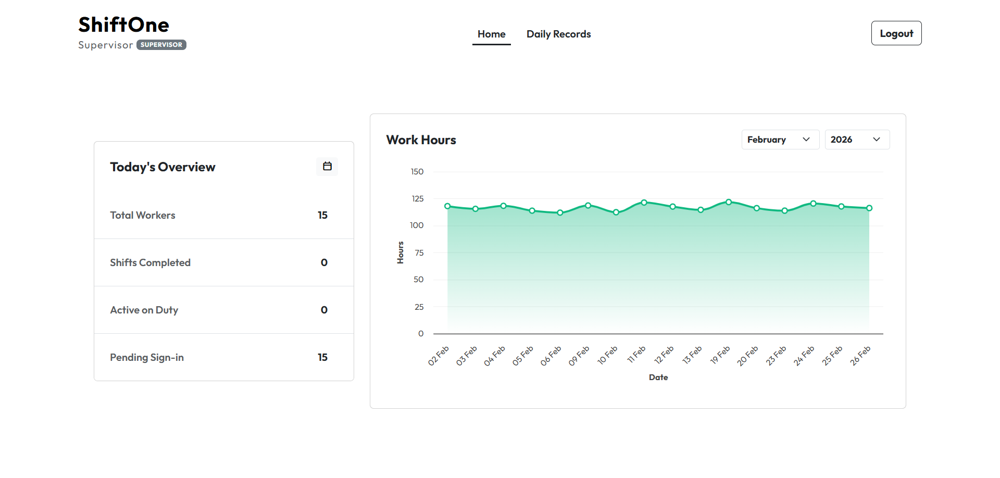 ShiftOne
Supervisor SUPERVISOR
Home Daily Records
Logout
Today's Overview
Total Workers 15
Shifts Completed 0
Active on Duty 0
Pending Sign-in 15
Work Hours
February 2026
150
125
100
75
50
25
0
Hours
02 Feb 03 Feb 04 Feb 05 Feb 06 Feb 09 Feb 10 Feb 11 Feb 12 Feb 13 Feb 19 Feb 20 Feb 23 Feb 24 Feb 25 Feb 26 Feb
Date